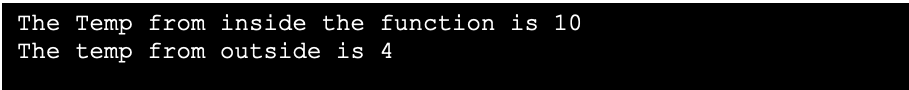 The Temp from inside the function is 10
The temp from outside is 4